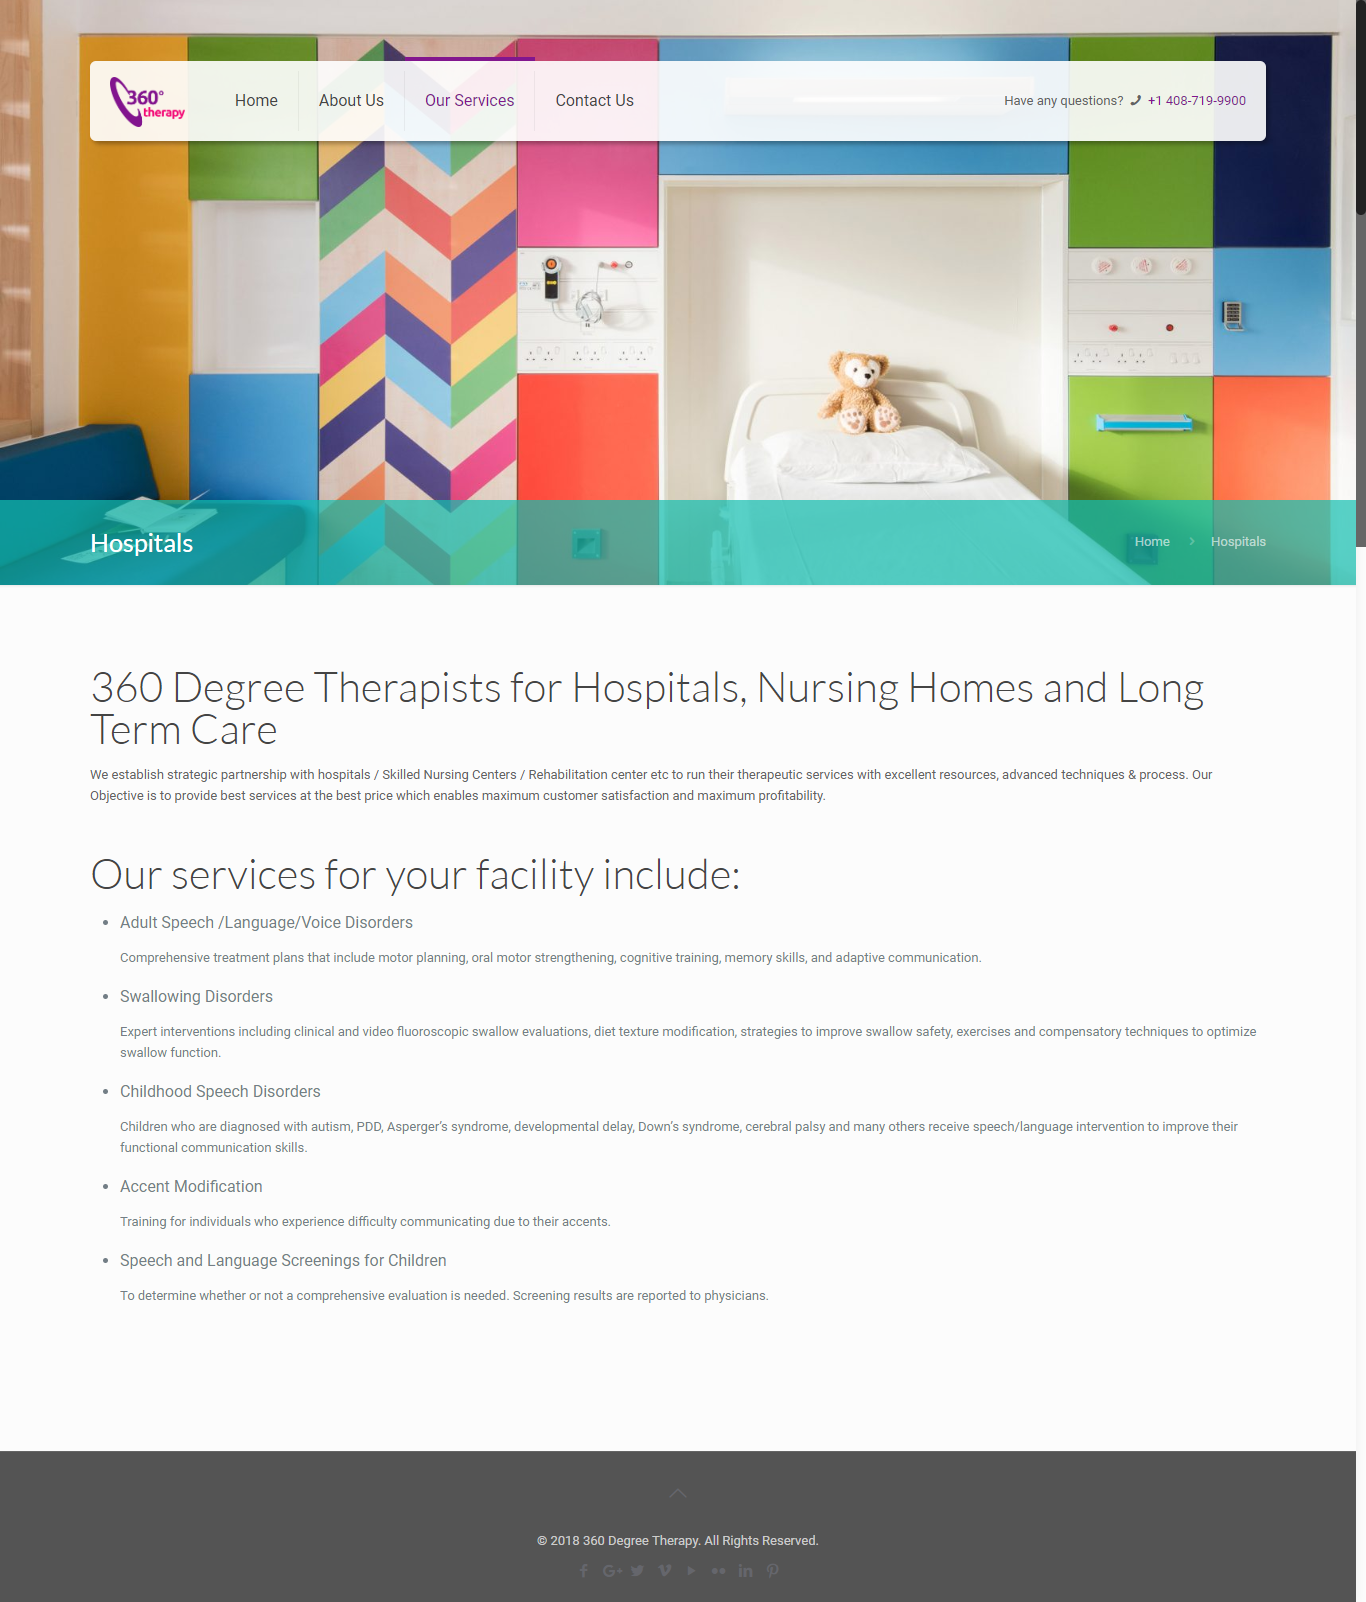 360°
therapy
Home
About Us
Our Services
Contact Us
Have any questions? +1 408-719-9900
Hospitals
Home
Hospitals
360 Degree Therapists for Hospitals, Nursing Homes and Long
Term Care
We establish strategic partnership with hospitals / Skilled Nursing Centers / Rehabilitation center etc to run their therapeutic services with excellent resources, advanced techniques & process. Our
Objective is to provide best services at the best price which enables maximum customer satisfaction and maximum profitability.
Our services for your facility include:
• Adult Speech /Language/Voice Disorders
Comprehensive treatment plans that include motor planning, oral motor strengthening, cognitive training, memory skills, and adaptive communication.
• Swallowing Disorders
Expert interventions including clinical and video fluoroscopic swallow evaluations, diet texture modification, strategies to improve swallow safety, exercises and compensatory techniques to optimize
swallow function.
• Childhood Speech Disorders
Children who are diagnosed with autism, PDD, Asperger’s syndrome, developmental delay, Down’s syndrome, cerebral palsy and many others receive speech/language intervention to improve their
functional communication skills.
• Accent Modification
Training for individuals who experience difficulty communicating due to their accents.
• Speech and Language Screenings for Children
To determine whether or not a comprehensive evaluation is needed. Screening results are reported to physicians.
© 2018 360 Degree Therapy. All Rights Reserved.